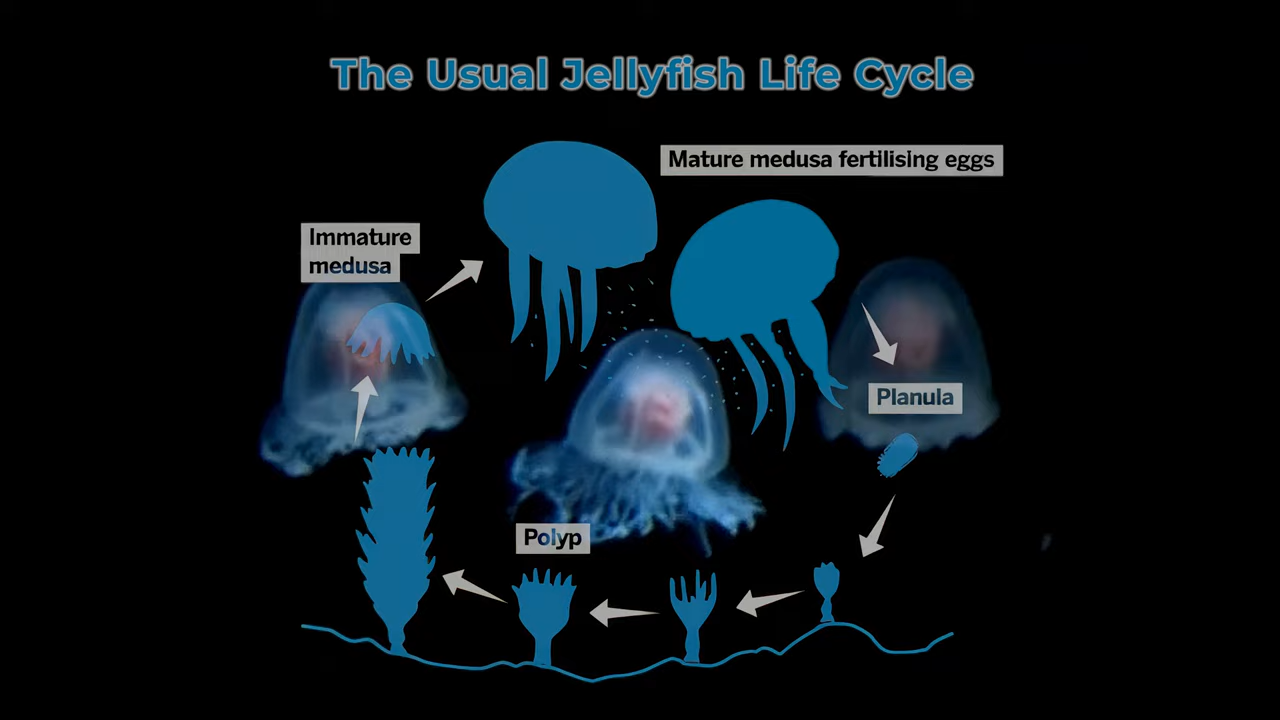 The Usual Jellyfish Life Cycle
Mature medusa fertilising eggs
Immature
medusa
Planula
Polyp